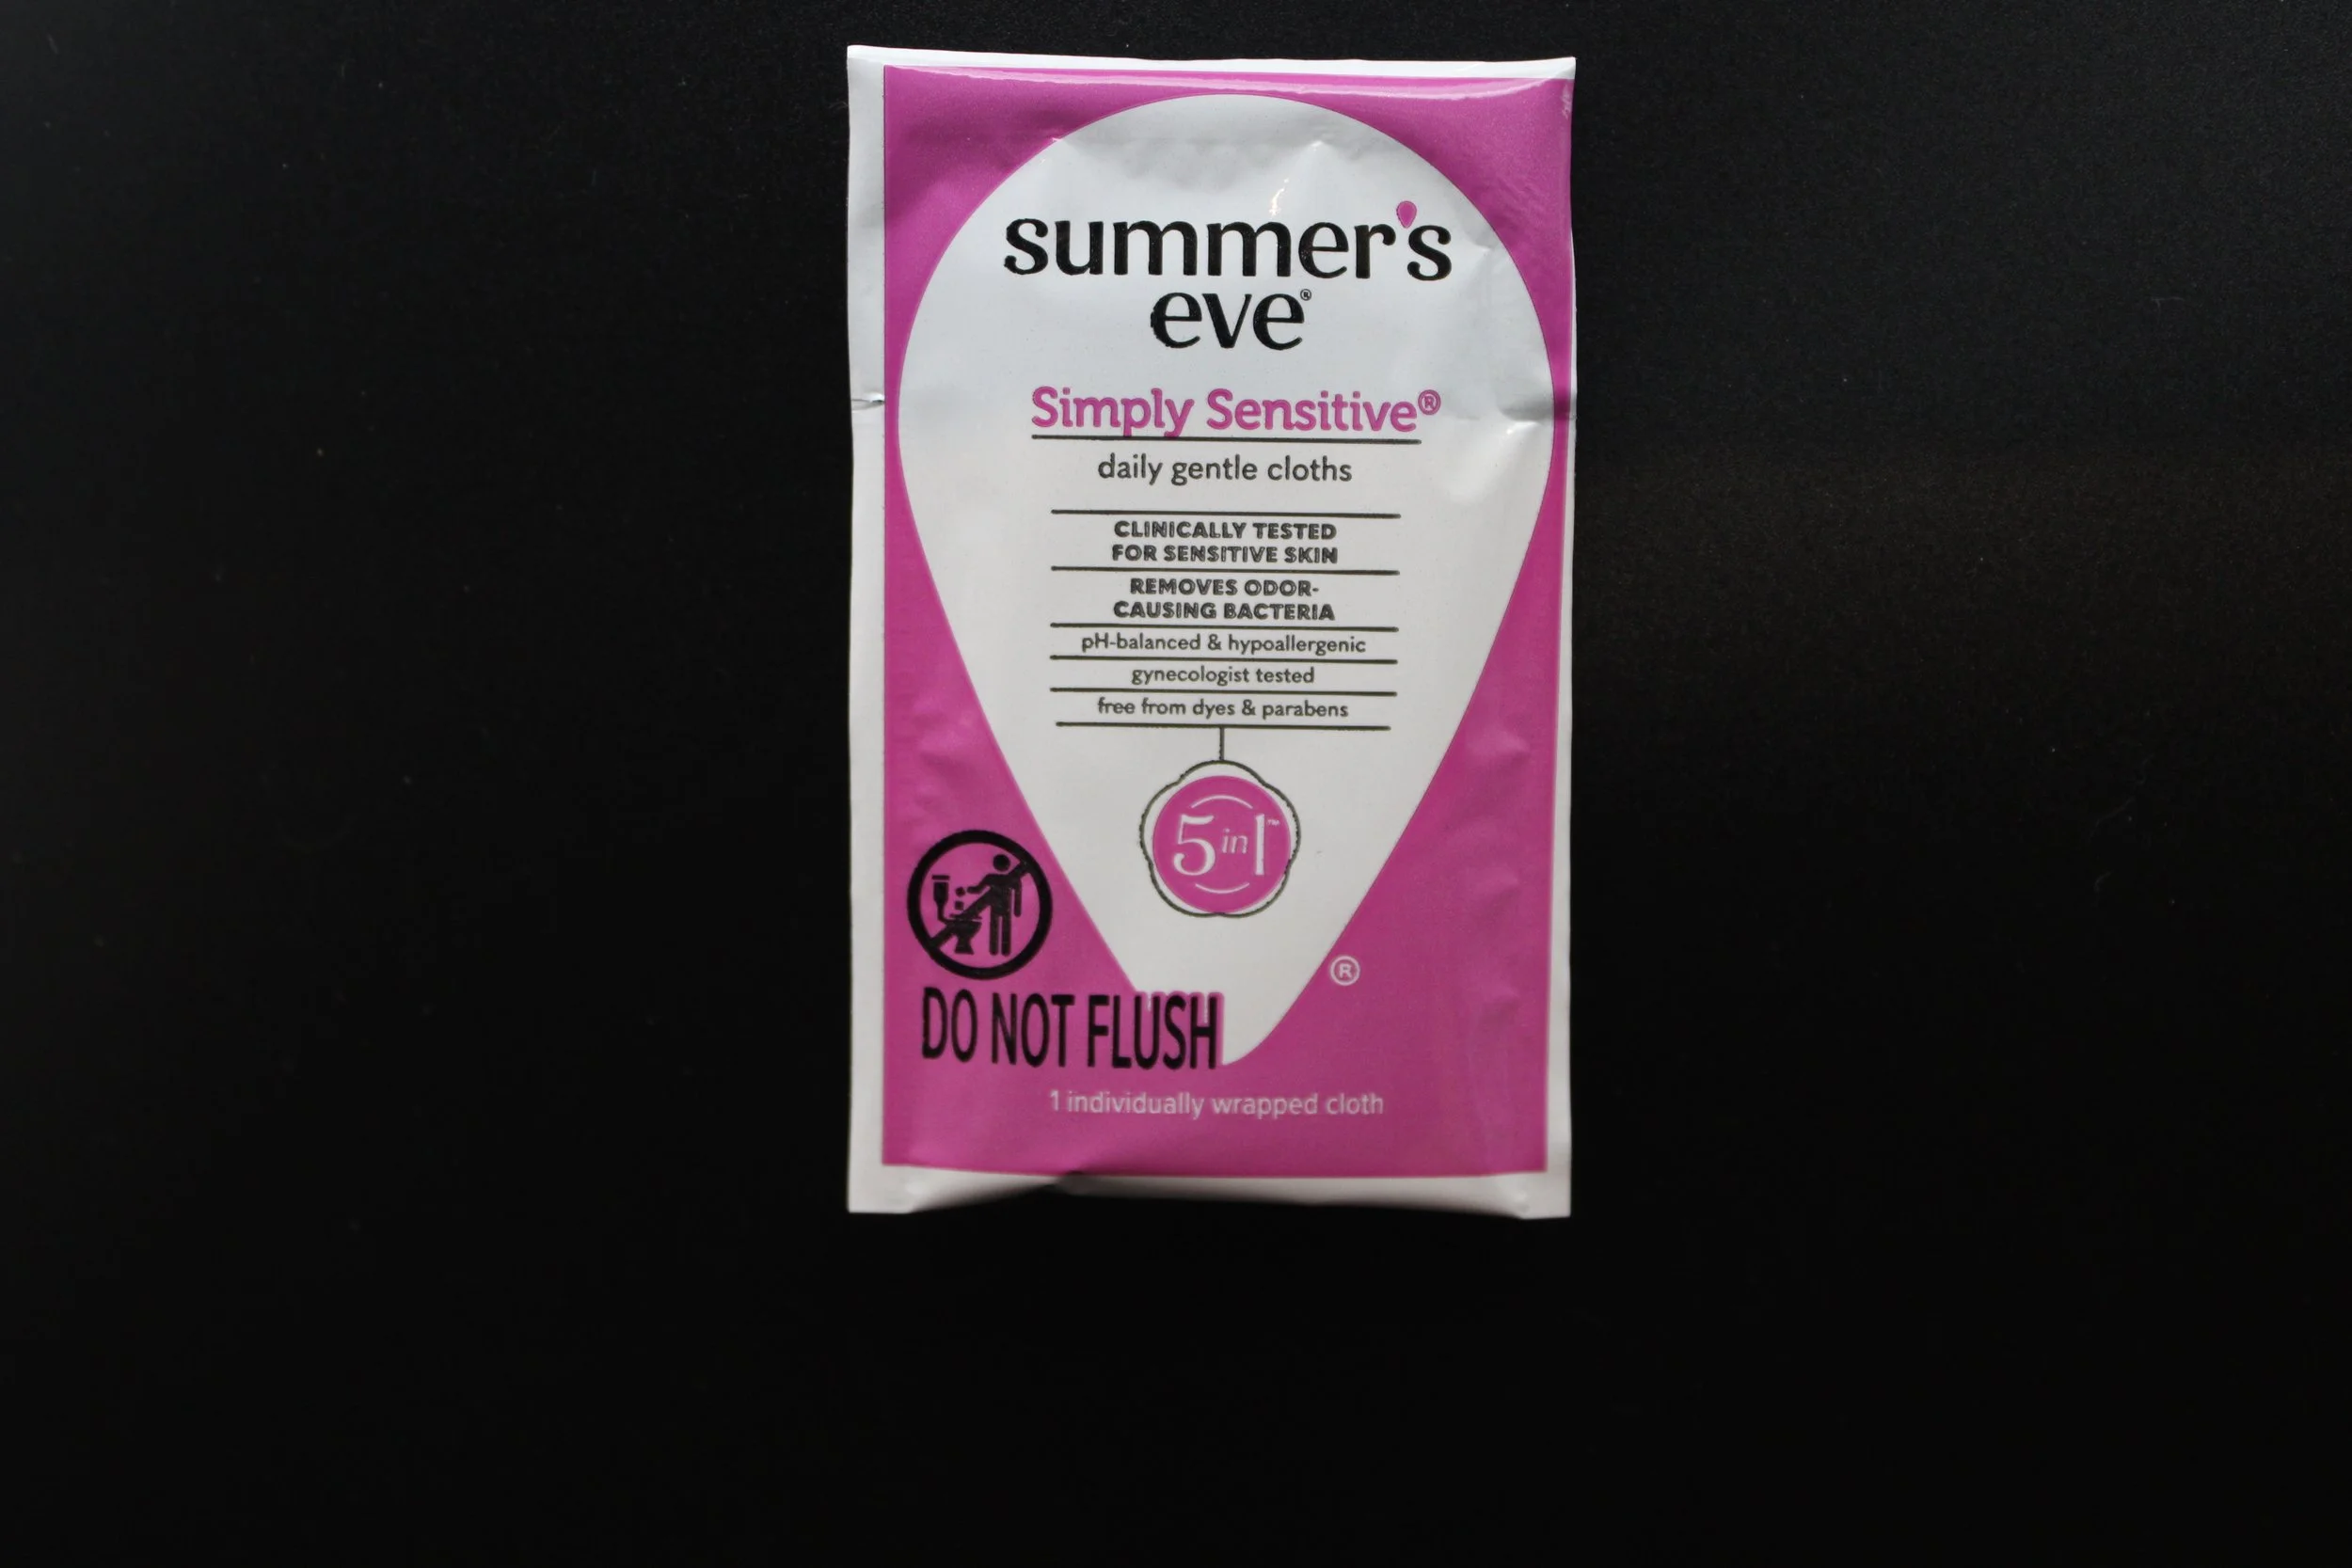 summer's
eve®
Simply Sensitive®
daily gentle cloths
CLINICALLY TESTED
FOR SENSITIVE SKIN
REMOVES ODOR-
CAUSING BACTERIA
pH-balanced & hypoallergenic
gynecologist tested
free from dyes & parabens
5 in 1™
®
DO NOT FLUSH
1 individually wrapped cloth